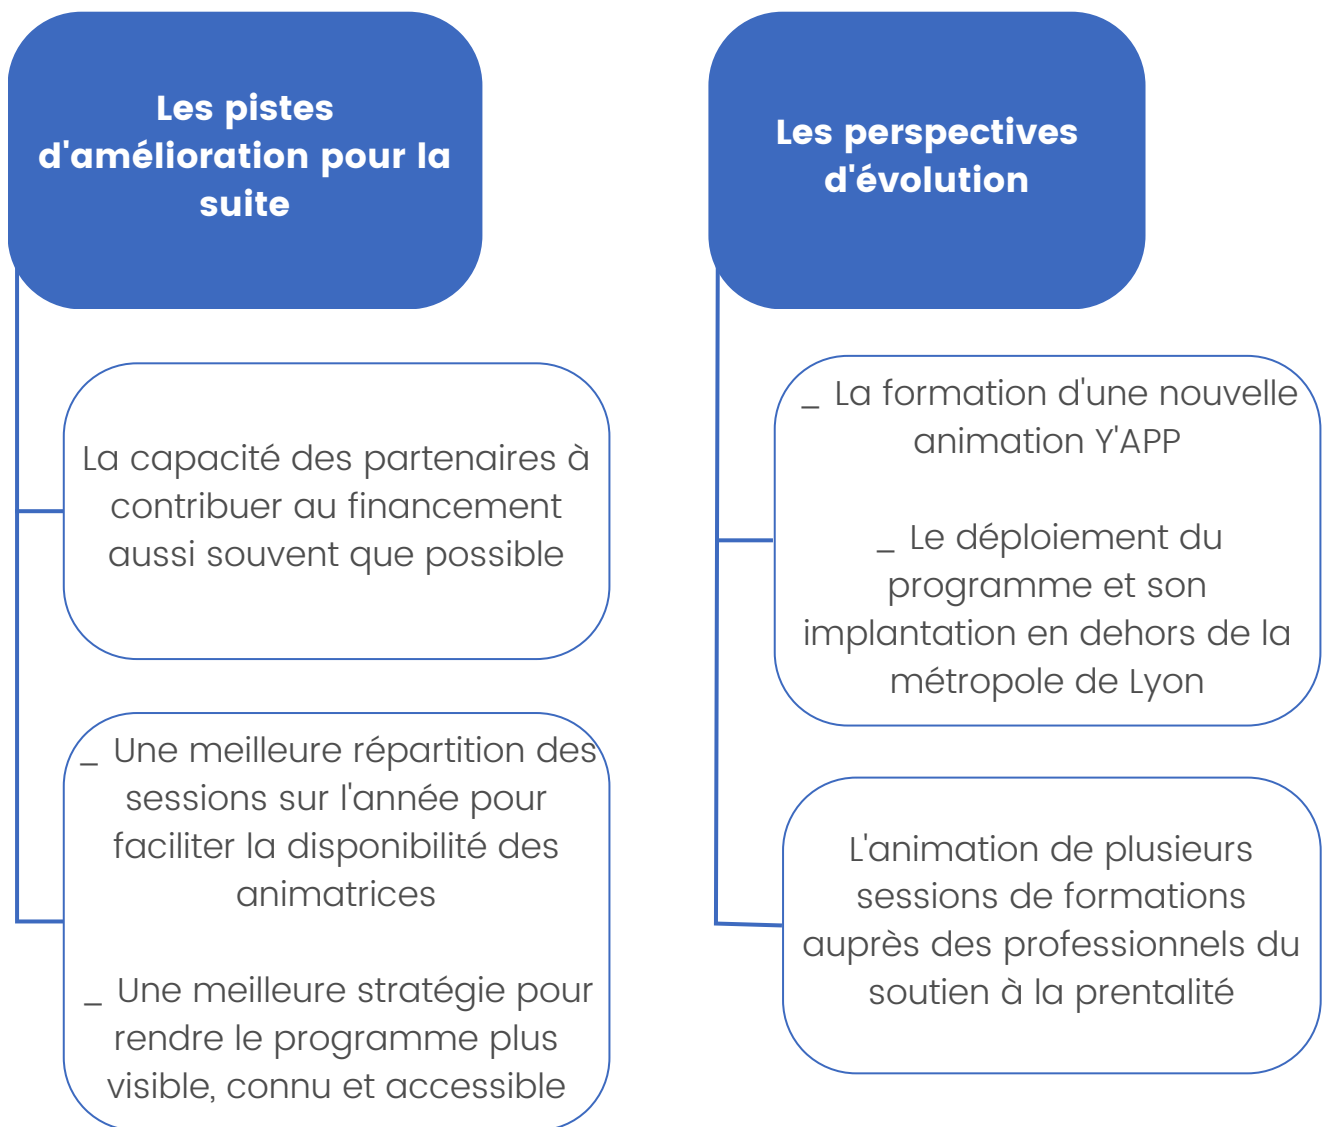 Les pistes
d'amélioration pour la
suite
La capacité des partenaires à
contribuer au financement
aussi souvent que possible
_ Une meilleure répartition des
sessions sur l'année pour
faciliter la disponibilité des
animatrices
_ Une meilleure stratégie pour
rendre le programme plus
visible, connu et accessible
Les perspectives
d'évolution
_ La formation d'une nouvelle
animation Y'APP
_ Le déploiement du
programme et son
implantation en dehors de la
métropole de Lyon
L'animation de plusieurs
sessions de formations
auprès des professionnels du
soutien à la prentalité